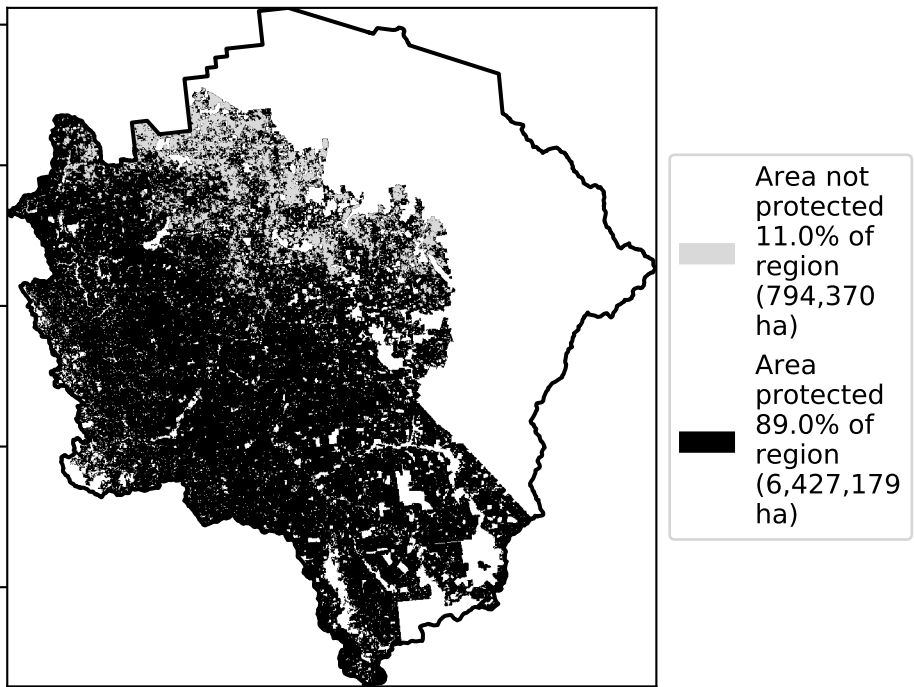 Area not
protected
11.0% of
region
(794,370
ha)
Area
protected
89.0% of
region
(6,427,179
ha)